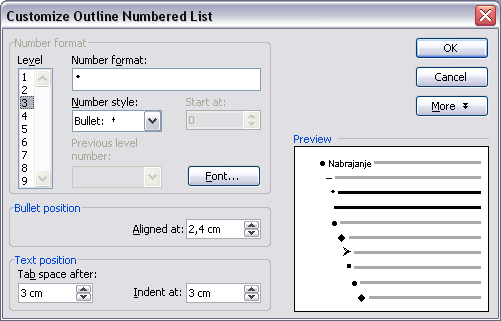 Customize Outline Numbered List
Number format
Level
1
2
3
4
5
6
7
8
9
Number format:
Number style:
Bullet:
Start at:
0
Previous level
number:
Font...
OK
Cancel
More
Bullet position
Aligned at: 2,4 cm
Text position
Tab space after:
3 cm
Indent at: 3 cm
Preview
Nabrajanje